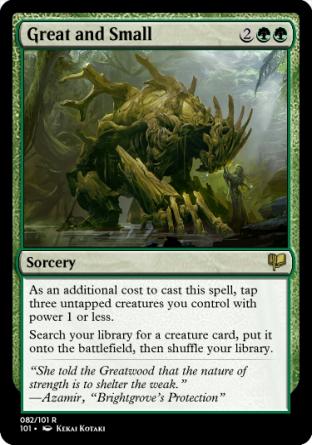 Great and Small 2
Sorcery
As an additional cost to cast this spell, tap
three untapped creatures you control with
power 1 or less.
Search your library for a creature card, put it
onto the battlefield, then shuffle your library.
“She told the Greatwood that the nature of
strength is to shelter the weak.”
—Azamir, “Brightgrove’s Protection”
082/101 R
101 • Kekai Kotaki